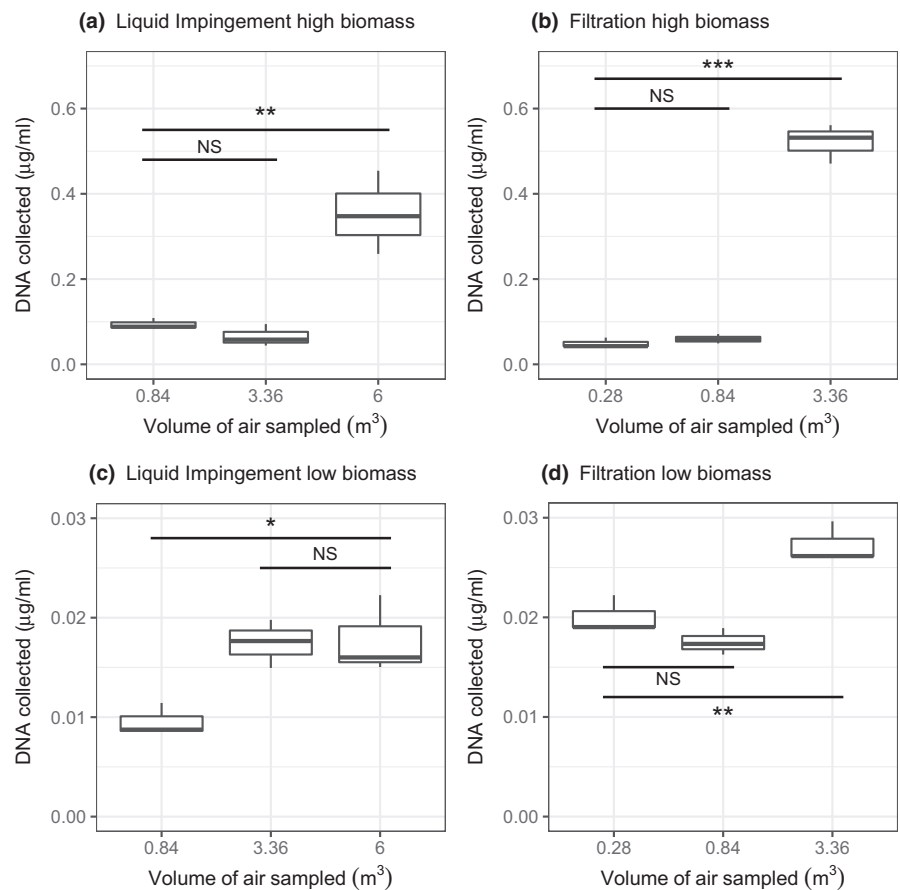 (a) Liquid Impingement high biomass
**
NS
0.6
0.4
0.2
0.0
DNA collected (μg/ml)
0.84 3.36 6
Volume of air sampled (m³)
(b) Filtration high biomass
***
NS
0.6
0.4
0.2
0.0
DNA collected (μg/ml)
0.28 0.84 3.36
Volume of air sampled (m³)
(c) Liquid Impingement low biomass
*
NS
0.03
0.02
0.01
0.00
DNA collected (μg/ml)
0.84 3.36 6
Volume of air sampled (m³)
(d) Filtration low biomass
NS
**
0.03
0.02
0.01
0.00
DNA collected (μg/ml)
0.28 0.84 3.36
Volume of air sampled (m³)